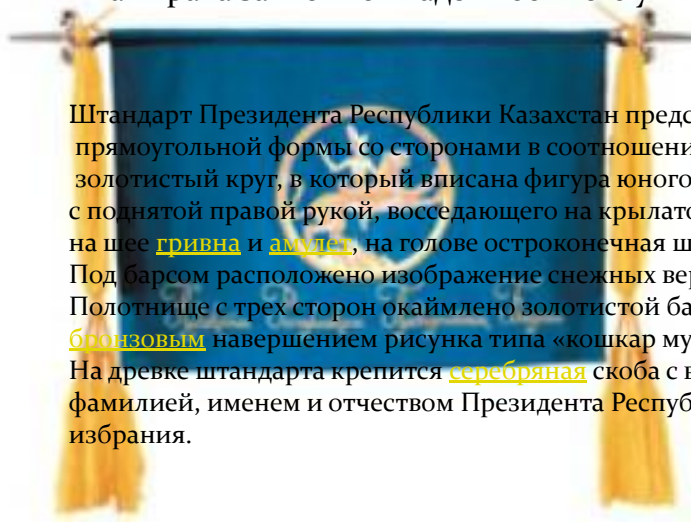 Штандарт Президента Республики Казахстан предс
прямоугольной формы со сторонами в соотношени
золотистый круг, в который вписана фигура юного
с поднятой правой рукой, восседающего на крылато
на шее гривна и амулет, на голове остроконечная ш
Под барсом расположено изображение снежных вер
Полотнище с трех сторон окаймлено золотистой ба
бронзовым навершением рисунка типа «кошкар му
На древке штандарта крепится серебряная скоба с в
фамилией, именем и отчеством Президента Респуб
избрания.